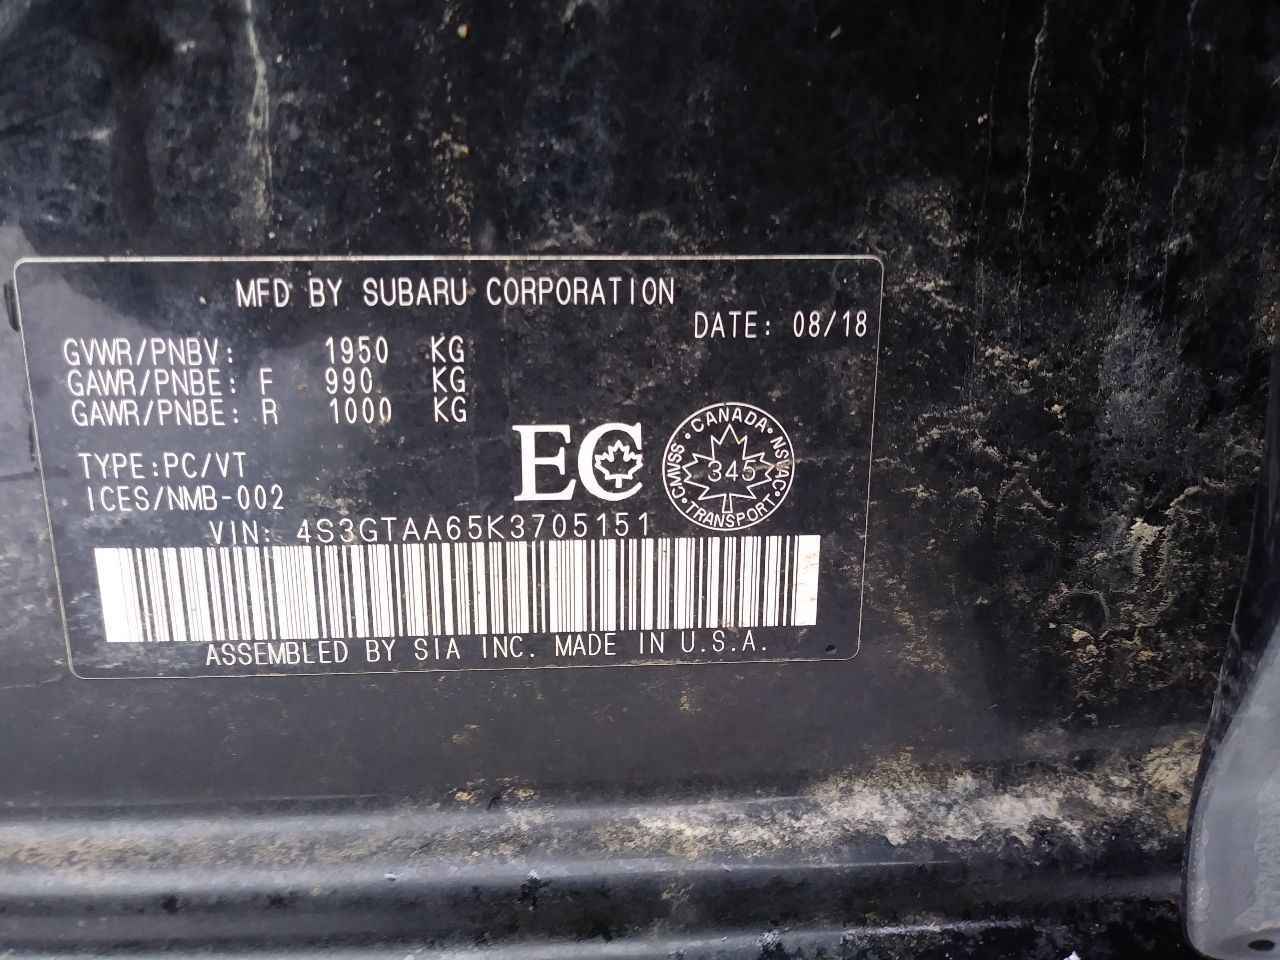 MFD BY SUBARU CORPORATION
DATE: 08/18
GVWR/PNBV: 1950 KG
GAWR/PNBE: F 990 KG
GAWR/PNBE: R 1000 KG
TYPE:PC/VT
ICES/NMB-002
EC
CANADA · NSVAC · TRANSPORT · CMVSS ·
345
VIN: 4S3GTAA65K3705151
ASSEMBLED BY SIA INC. MADE IN U.S.A.